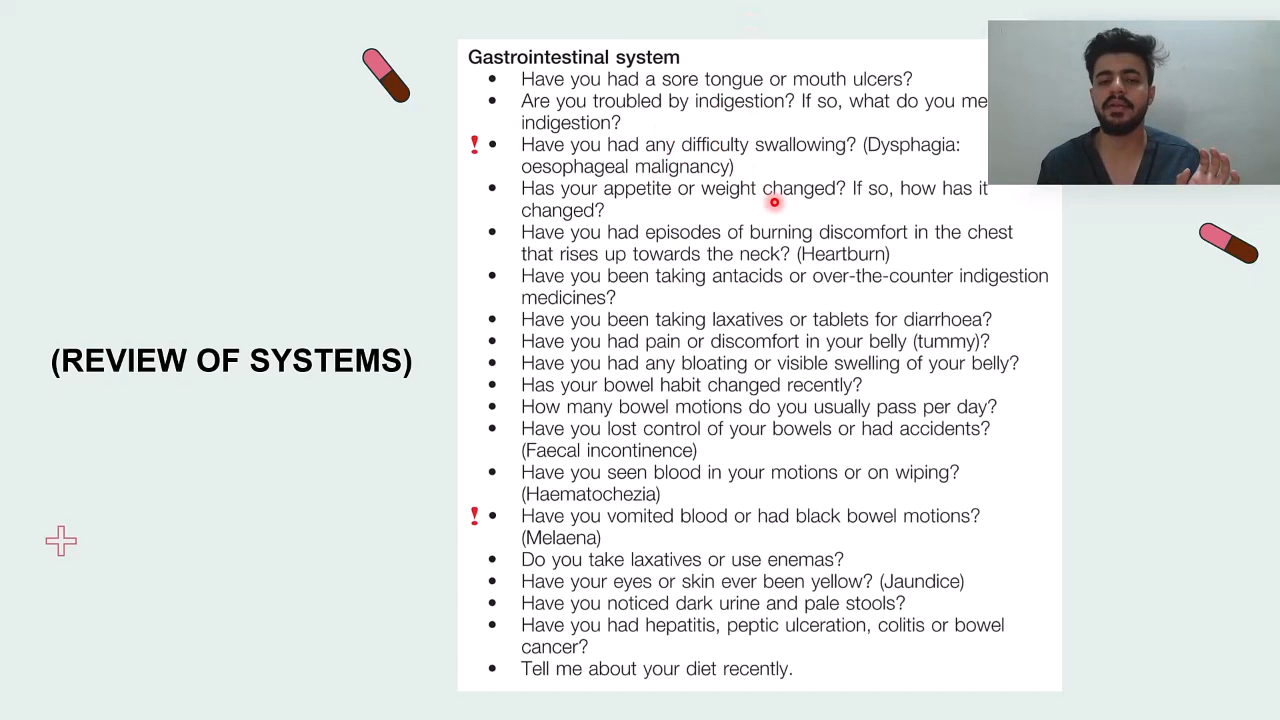 Gastrointestinal system
• Have you had a sore tongue or mouth ulcers?
• Are you troubled by indigestion? If so, what do you
indigestion?
! • Have you had any difficulty swallowing? (Dysphagia:
oesophageal malignancy)
• Has your appetite or weight changed? If so, how has it
changed?
• Have you had episodes of burning discomfort in the chest
that rises up towards the neck? (Heartburn)
• Have you been taking antacids or over-the-counter indigestion
medicines?
• Have you been taking laxatives or tablets for diarrhoea?
• Have you had pain or discomfort in your belly (tummy)?
(REVIEW OF SYSTEMS)
• Have you had any bloating or visible swelling of your belly?
• Has your bowel habit changed recently?
• How many bowel motions do you usually pass per day?
• Have you lost control of your bowels or had accidents?
(Faecal incontinence)
• Have you seen blood in your motions or on wiping?
(Haematochezia)
! • Have you vomited blood or had black bowel motions?
(Melaena)
• Do you take laxatives or use enemas?
• Have your eyes or skin ever been yellow? (Jaundice)
• Have you noticed dark urine and pale stools?
• Have you had hepatitis, peptic ulceration, colitis or bowel
cancer?
• Tell me about your diet recently.